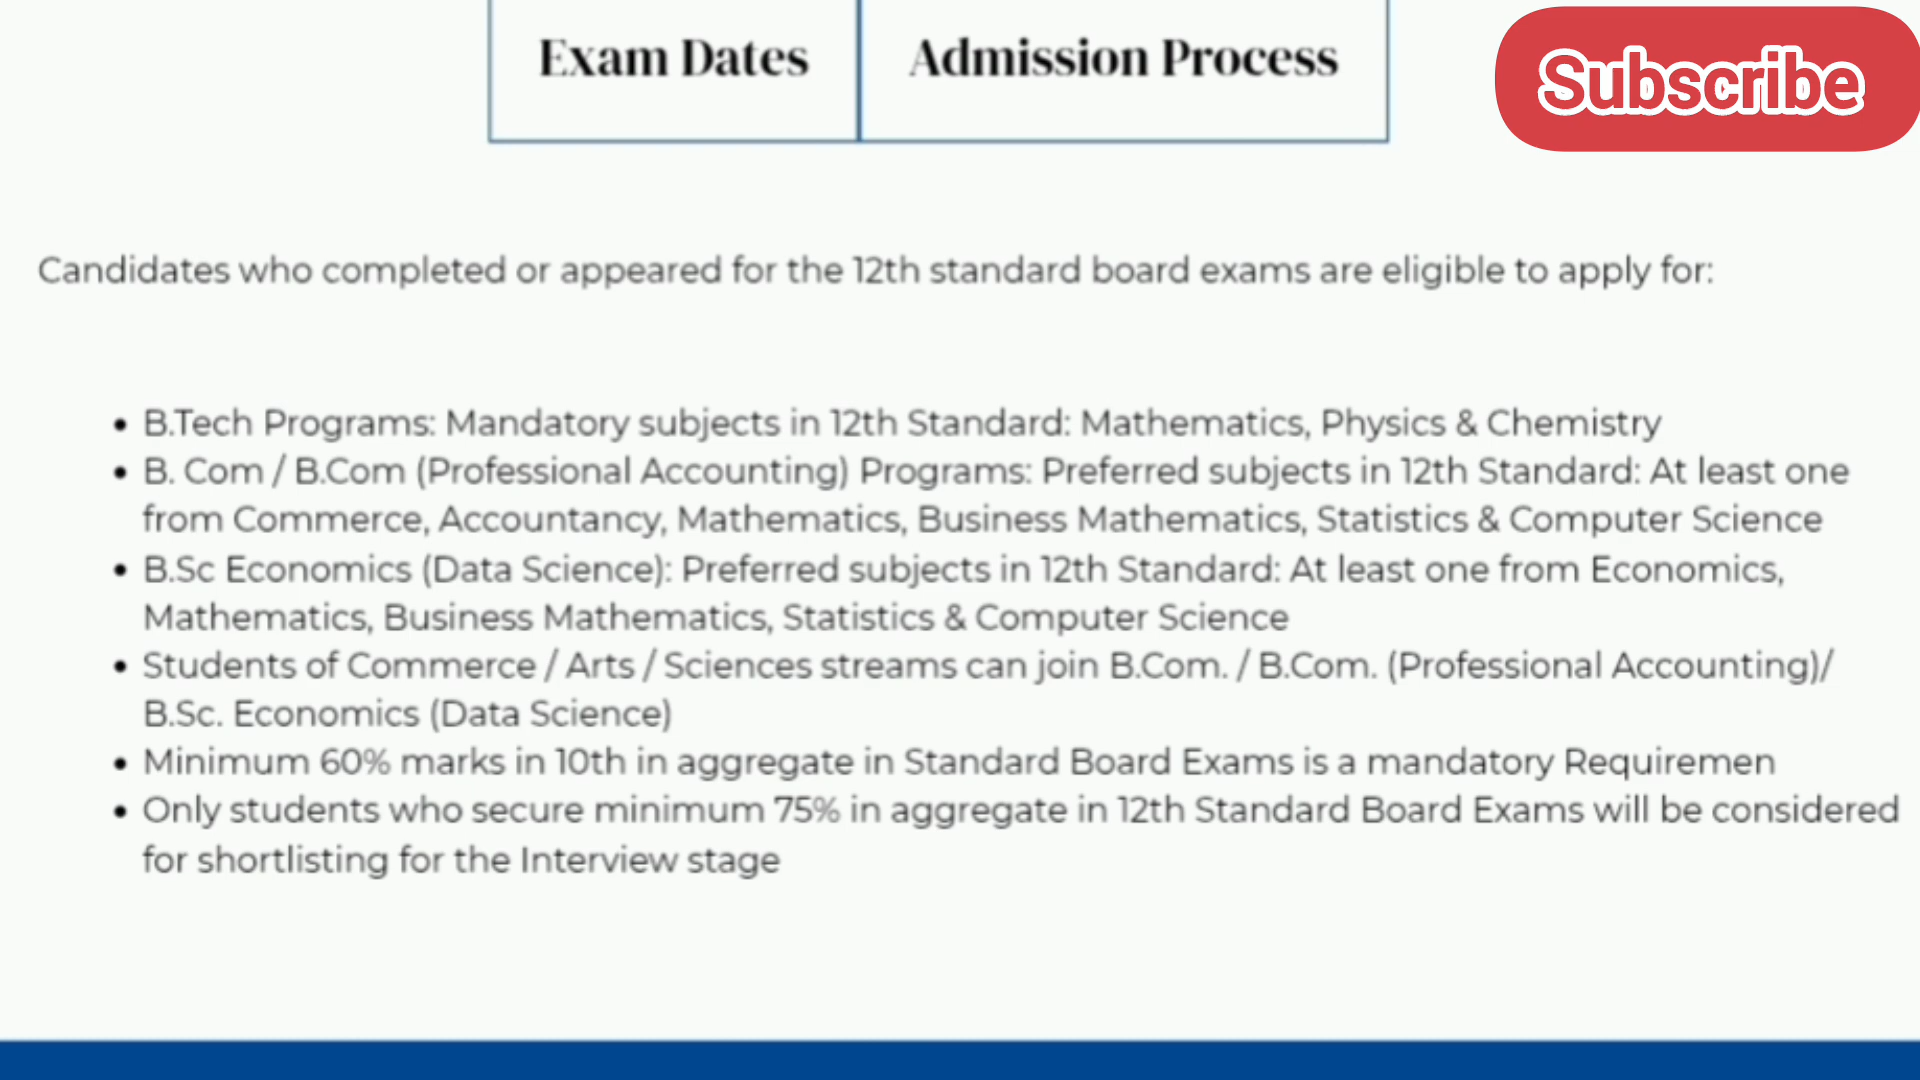 Exam Dates
Admission Process
Subscribe
Candidates who completed or appeared for the 12th standard board exams are eligible to apply for:
• B.Tech Programs: Mandatory subjects in 12th Standard: Mathematics, Physics & Chemistry
• B. Com / B.Com (Professional Accounting) Programs: Preferred subjects in 12th Standard: At least one
from Commerce, Accountancy, Mathematics, Business Mathematics, Statistics & Computer Science
• B.Sc Economics (Data Science): Preferred subjects in 12th Standard: At least one from Economics,
Mathematics, Business Mathematics, Statistics & Computer Science
• Students of Commerce / Arts / Sciences streams can join B.Com. / B.Com. (Professional Accounting)/
B.Sc. Economics (Data Science)
• Minimum 60% marks in 10th in aggregate in Standard Board Exams is a mandatory Requiremen
• Only students who secure minimum 75% in aggregate in 12th Standard Board Exams will be considered
for shortlisting for the Interview stage